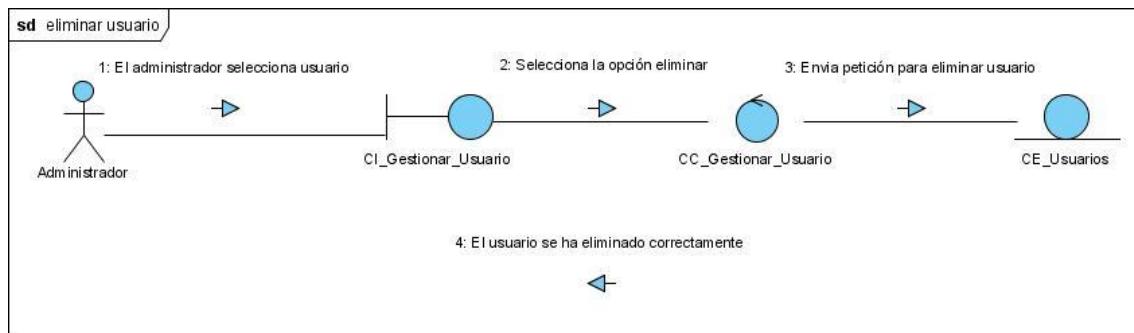 sd eliminar usuario
1: El administrador selecciona usuario
2: Selecciona la opción eliminar
3: Envia petición para eliminar usuario
Administrador
CI_Gestionar_Usuario
CC_Gestionar_Usuario
CE_Usuarios
4: El usuario se ha eliminado correctamente